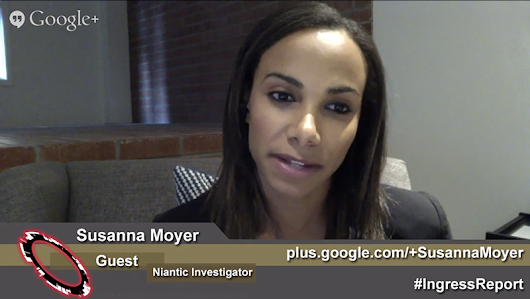 Google+
Susanna Moyer
plus.google.com/+SusannaMoyer
Guest
Niantic Investigator
#IngressReport